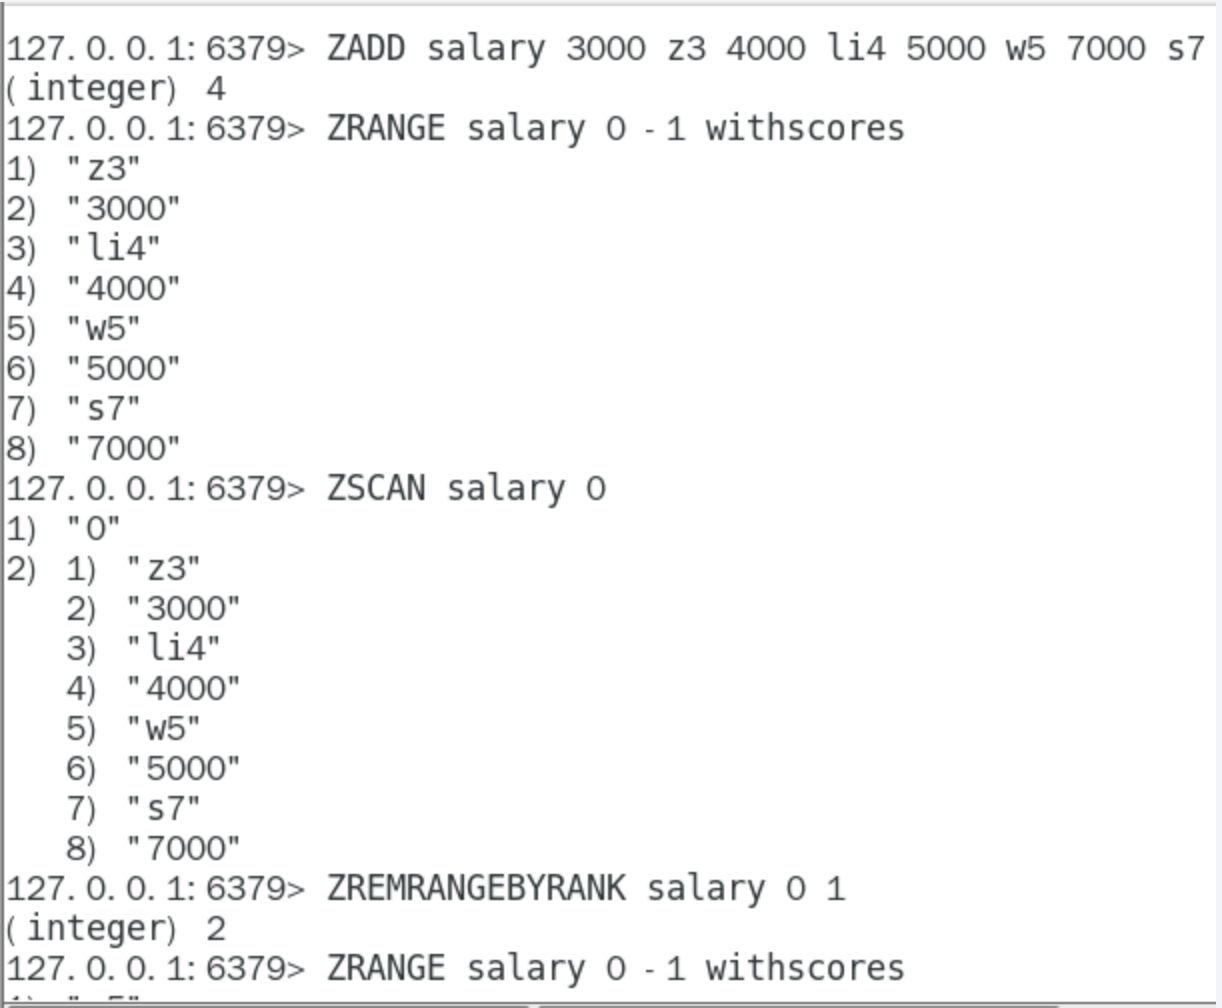 127.0.0.1:6379> ZADD salary 3000 z3 4000 li4 5000 w5 7000 s7
(integer) 4
127.0.0.1:6379> ZRANGE salary 0 -1 withscores
1) "z3"
2) "3000"
3) "li4"
4) "4000"
5) "w5"
6) "5000"
7) "s7"
8) "7000"
127.0.0.1:6379> ZSCAN salary 0
1) "0"
2) 1) "z3"
2) "3000"
3) "li4"
4) "4000"
5) "w5"
6) "5000"
7) "s7"
8) "7000"
127.0.0.1:6379> ZREMRANGEBYRANK salary 0 1
(integer) 2
127.0.0.1:6379> ZRANGE salary 0 -1 withscores